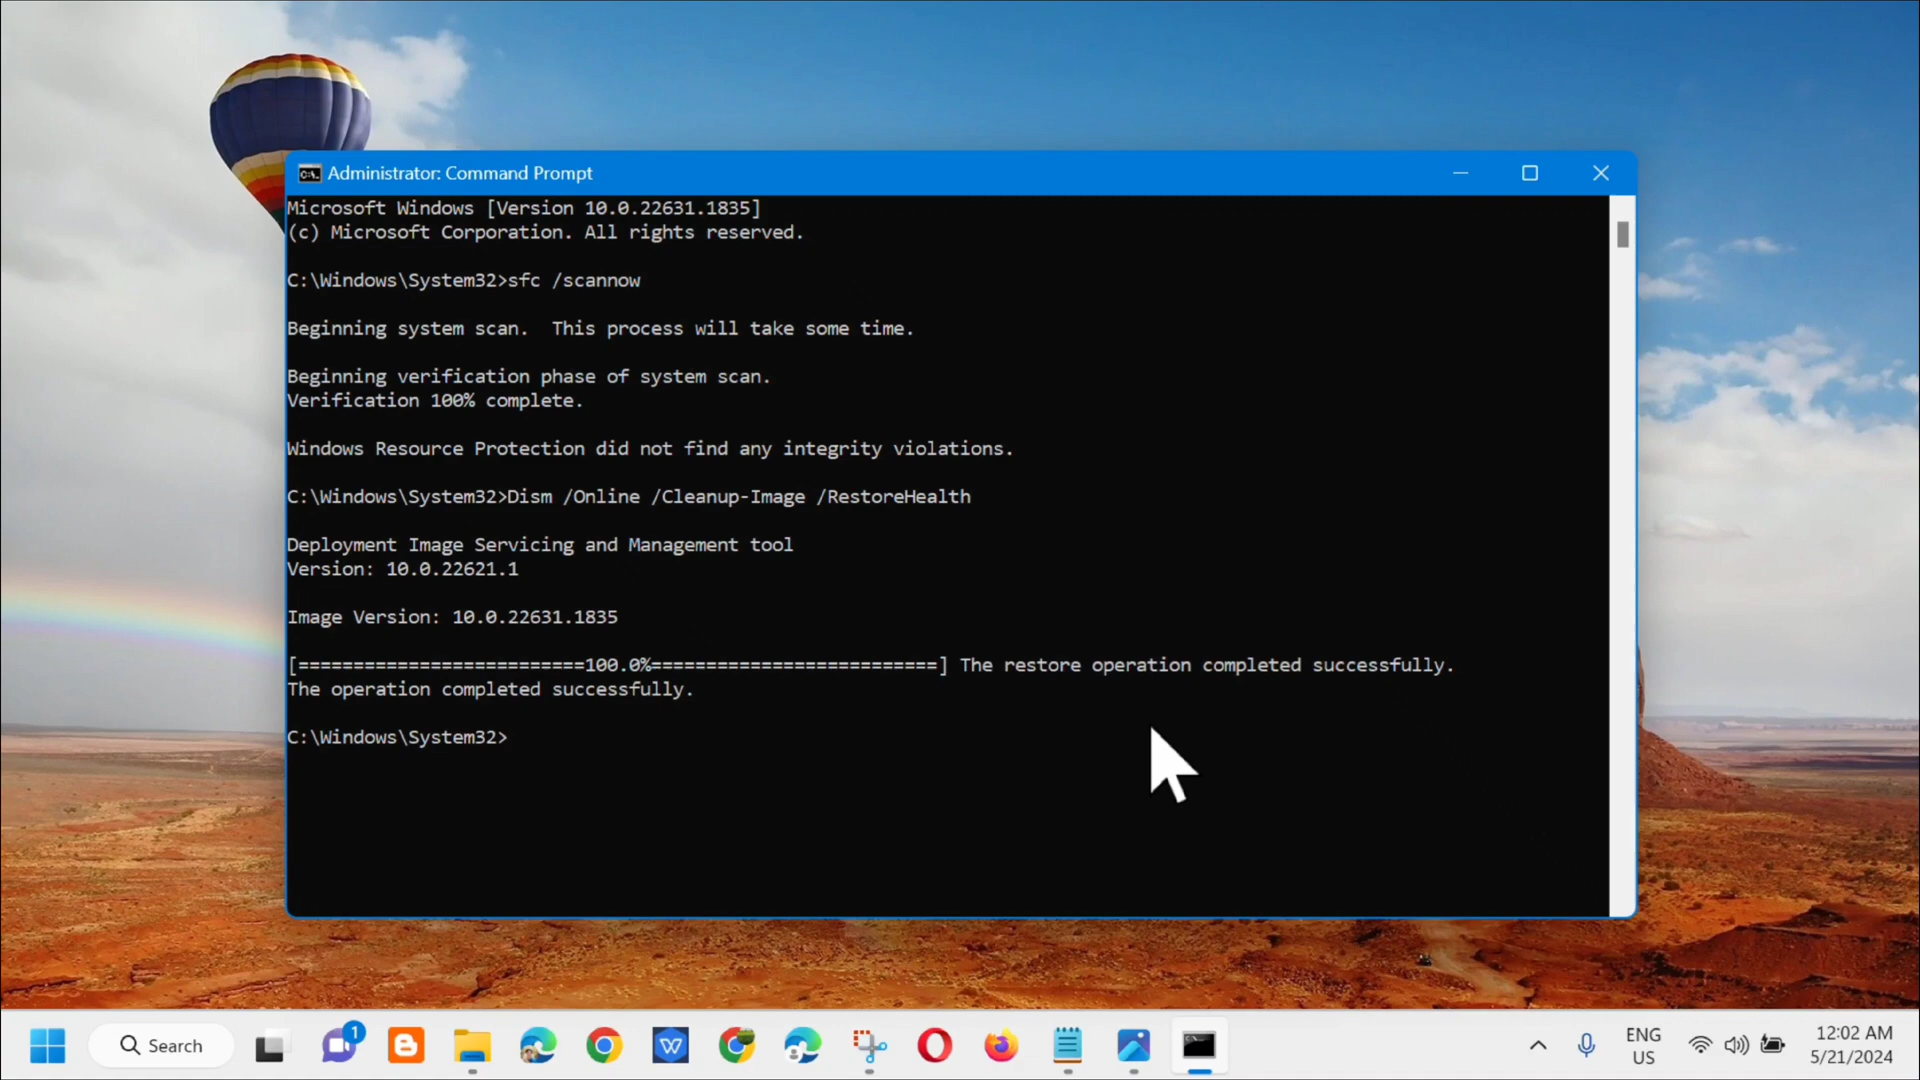 Administrator: Command Prompt
Microsoft Windows [Version 10.0.22631.1835]
(c) Microsoft Corporation. All rights reserved.
C:\Windows\System32>sfc /scannow
Beginning system scan.  This process will take some time.
Beginning verification phase of system scan.
Verification 100% complete.
Windows Resource Protection did not find any integrity violations.
C:\Windows\System32>Dism /Online /Cleanup-Image /RestoreHealth
Deployment Image Servicing and Management tool
Version: 10.0.22621.1
Image Version: 10.0.22631.1835
[==========================100.0%==========================] The restore operation completed successfully.
The operation completed successfully.
C:\Windows\System32>
1
Search
ENG
US
12:02 AM
5/21/2024